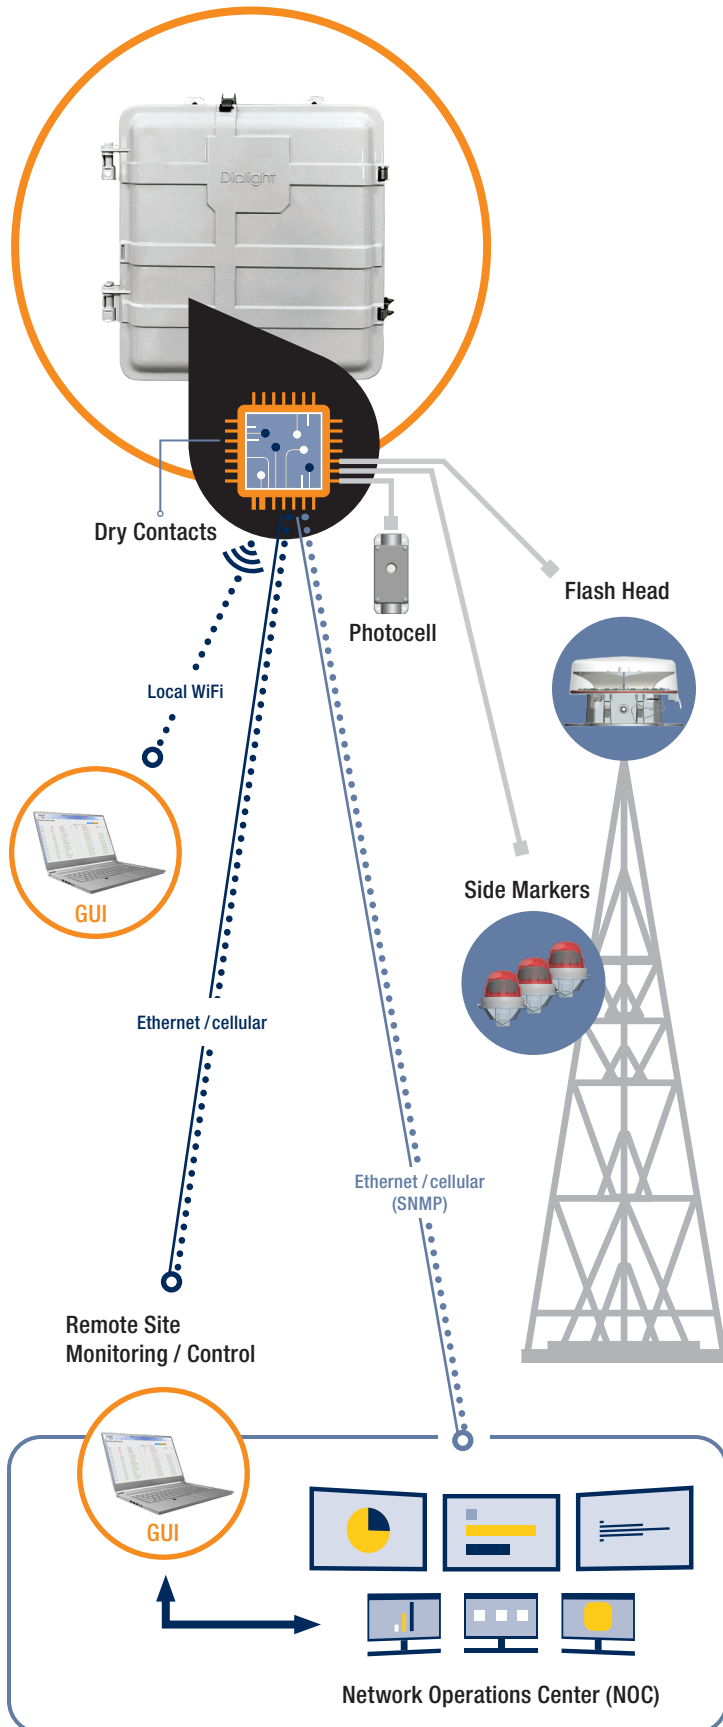 Dialight
Dry Contacts
Photocell
Flash Head
Local WiFi
GUI
Side Markers
Ethernet / cellular
Ethernet / cellular
(SNMP)
Remote Site
Monitoring / Control
GUI
Network Operations Center (NOC)